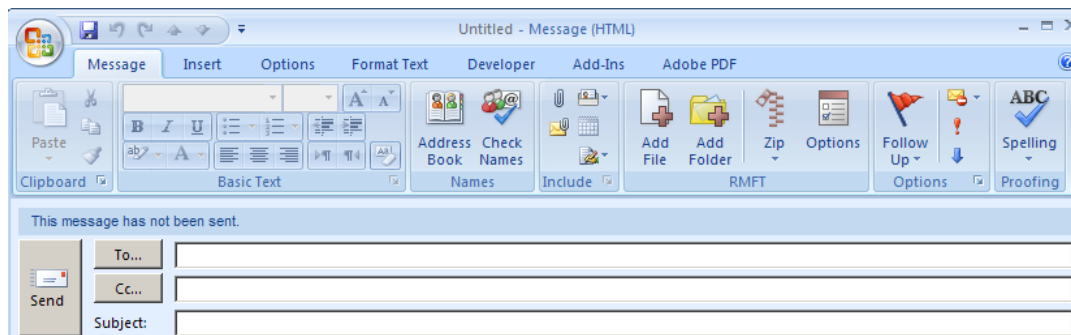 Untitled - Message (HTML)
Message Insert Options Format Text Developer Add-Ins Adobe PDF
Paste
B I U
ab A
Address Book
Check Names
Add File
Add Folder
Zip
Options
Follow Up
ABC
Spelling
Clipboard Basic Text Names Include RMFT Options Proofing
This message has not been sent.
Send
To...
Cc...
Subject: